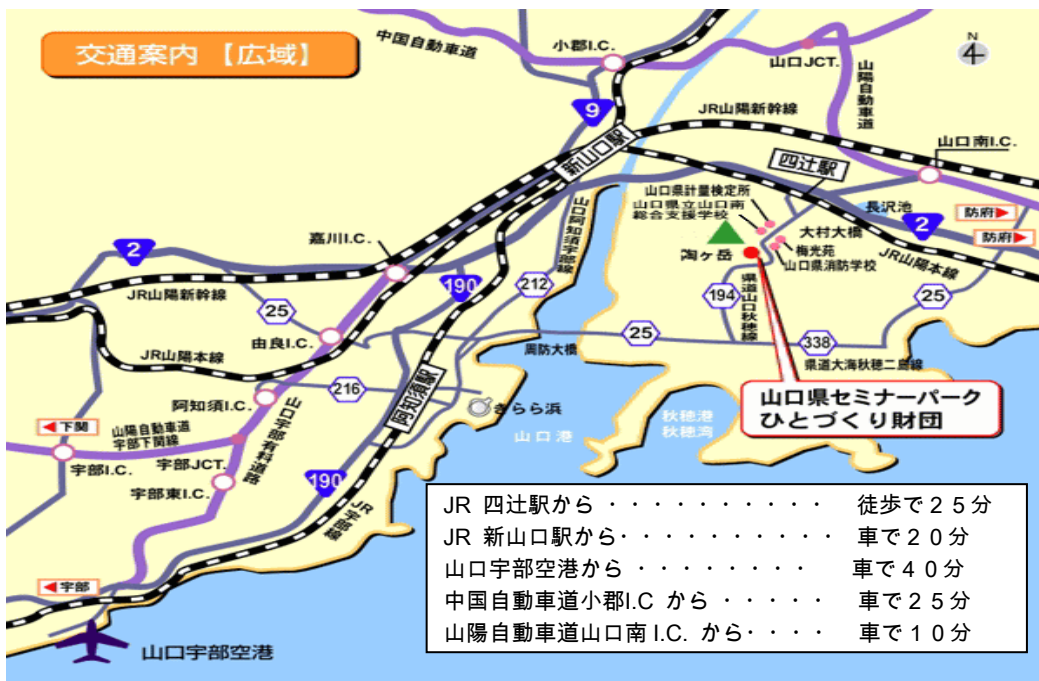 交通案内 【広域】
中国自動車道
小郡I.C.
山口JCT.
山陽自動車道
N
9
JR山陽新幹線
山口南I.C.
新山口駅
四辻駅
山口県計量検定所
山口県立山口南
総合支援学校
長沢池
防府▶
2
防府▶
大村大橋
梅光苑
山口県消防学校
陶ヶ岳
JR山陽本線
山口阿知須宇部線
嘉川I.C.
2
190
212
194
県道山口秋穂線
25
JR山陽新幹線
25
由良I.C.
周防大橋
25
338
県道大海秋穂二島線
JR山陽本線
216
阿知須I.C.
阿知須駅
きらら浜
山口港
秋穂港
秋穂湾
山口県セミナーパーク
ひとづくり財団
◀下関
山陽自動車道
宇部下関線
山口宇部有料道路
宇部I.C.
宇部JCT.
宇部東I.C.
190
JR宇部線
◀宇部
山口宇部空港
JR 四辻駅から・・・・・・・・・・ 徒歩で25分
JR 新山口駅から・・・・・・・・・・ 車で20分
山口宇部空港から・・・・・・・・ 車で40分
中国自動車道小郡I.C から・・・・・ 車で25分
山陽自動車道山口南I.C. から・・・・ 車で10分